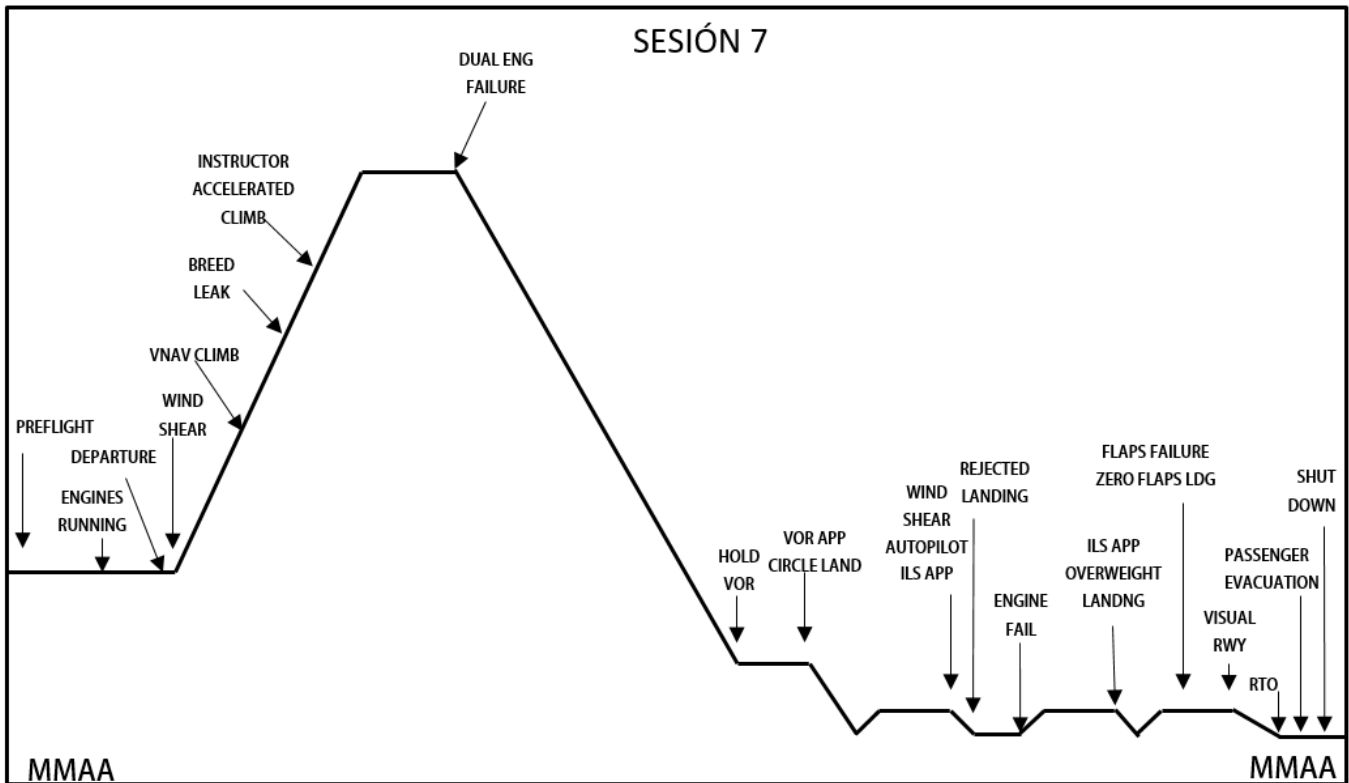 SESIÓN 7
DUAL ENG
FAILURE
INSTRUCTOR
ACCELERATED
CLIMB
BREED
LEAK
VNAV CLIMB
WIND
SHEAR
PREFLIGHT
DEPARTURE
ENGINES
RUNNING
HOLD
VOR
VOR APP
CIRCLE LAND
WIND
SHEAR
AUTOPILOT
ILS APP
REJECTED
LANDING
ENGINE
FAIL
ILS APP
OVERWEIGHT
LANDNG
FLAPS FAILURE
ZERO FLAPS LDG
VISUAL
RWY
RTO
PASSENGER
EVACUATION
SHUT
DOWN
MMAA
MMAA